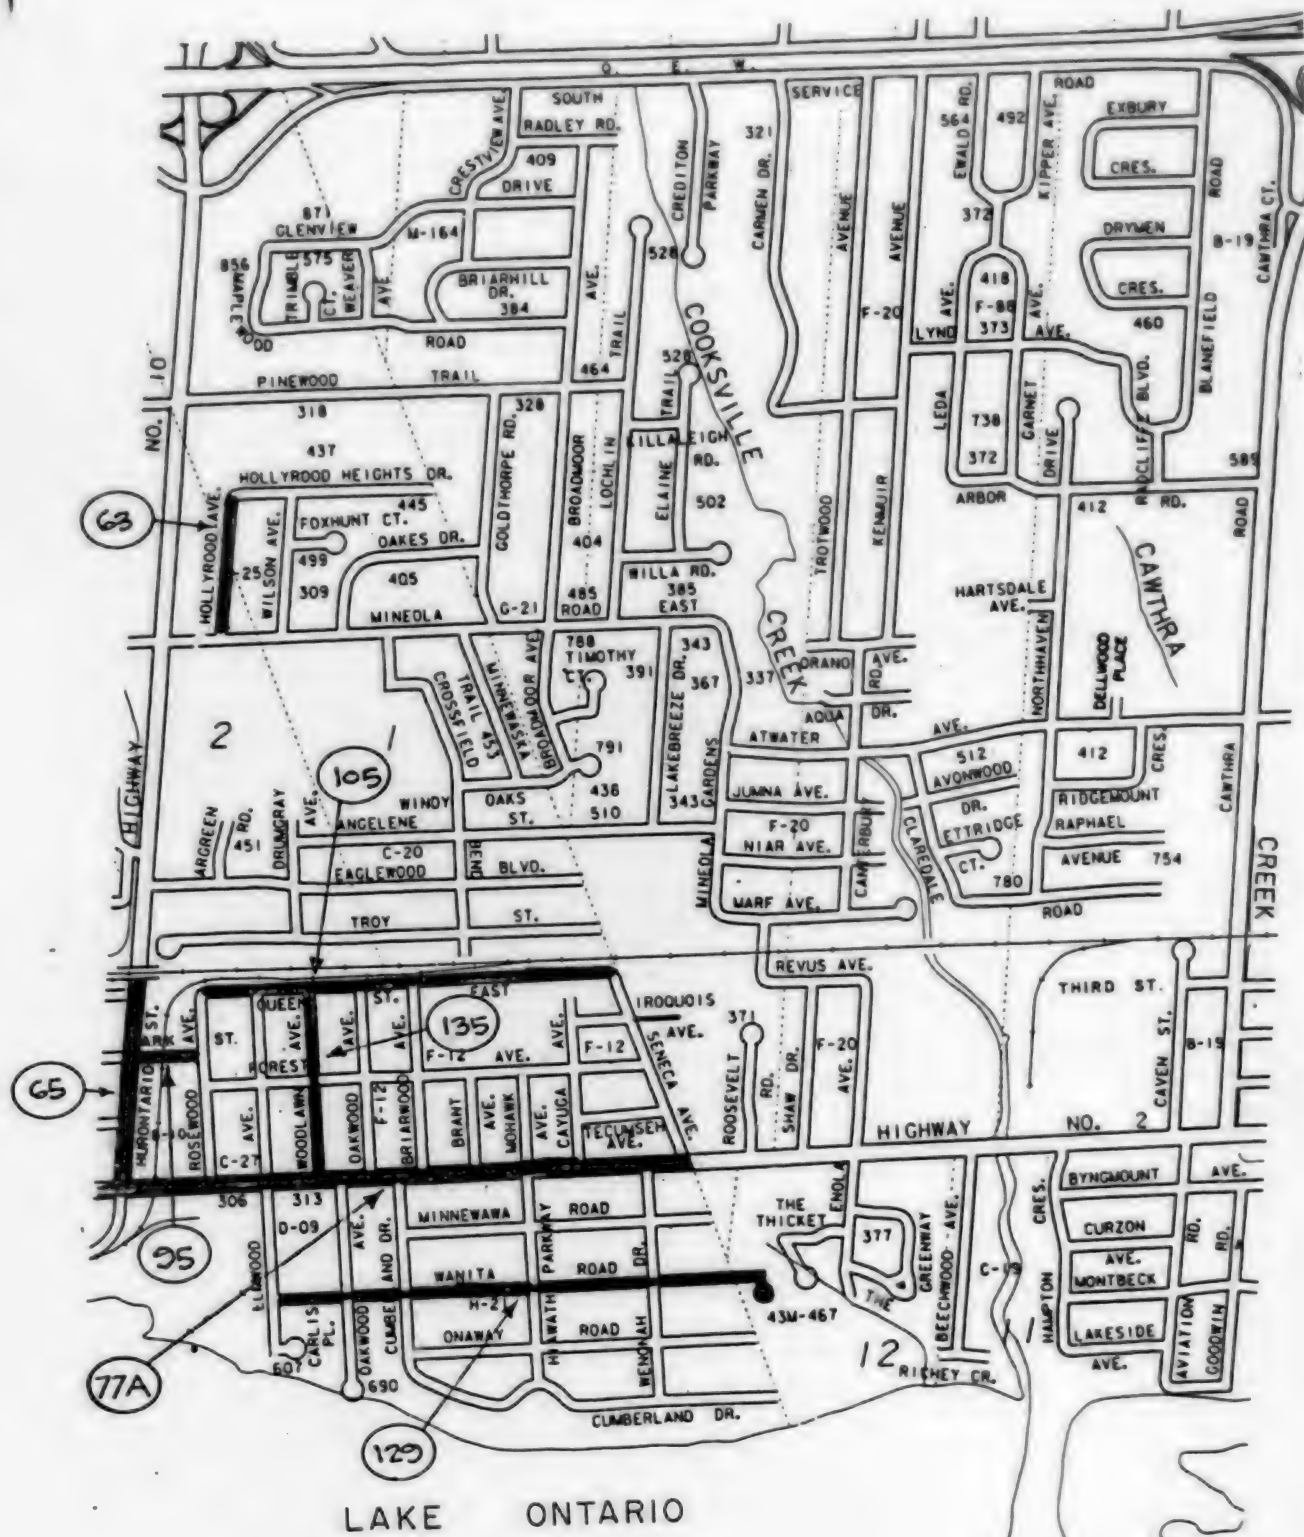 Q. E. W.
SOUTH SERVICE ROAD
RADLEY RD.
CRESTVIEW AVE.
409
DRIVE
CREDITON PARKWAY
321
CARMEN DR.
564
EWALD RD.
492
KIPPER AVE.
EXBURY CRES.
ROAD
CAWTHRA CT.
B-19
871
GLENVIEW
M-164
856
MAPLEWOOD
575
TRIMBLE CT.
WEAVER AVE.
BRIARHILL DR.
384
ROAD
AVE.
TRAIL
528
AVENUE
AVENUE
F-20
372
418
F-88
373
LYND AVE.
AVE.
AVE.
DRYMEN CRES.
460
BLANEFIELD
COOKSVILLE
NO. 10
PINEWOOD TRAIL
318
464
528
TRAIL
328
437
HOLLYROOD HEIGHTS DR.
445
GOLDTHORPE RD.
BROADMOOR
LOCHLIN
KILLALEIGH RD.
ELAINE
502
LEDA
738
GARNET
372
ARBOR RD.
DRIVE
RADCLIFFE BLVD.
412
589
ROAD
63
HOLLYROOD AVE.
WILSON AVE.
FOXHUNT CT.
499
OAKES DR.
309
405
404
WILLA RD.
385
485
TROTWOOD
KENMUIR
HARTSDALE AVE.
CAWTHRA
MINEOLA ROAD EAST
G-21
CREEK
788
TIMOTHY CT.
391
343
367
337
ORANO AVE.
RD.
AQUA DR.
NORTHHAVEN
DELLWOOD PLACE
CROSSFIELD
TRAIL
453
MINNEWASKA
BROADMOOR AVE.
LAKEBREEZE DR.
ATWATER AVE.
2
1
HIGHWAY
105
791
436
510
343
GARDENS
512
AVONWOOD DR.
412
CRES.
RIDGEMOUNT
CAWTHRA
ARGREEN RD.
451
DRUMGRAY AVE.
WINDY OAKS
ANGELENE ST.
JUMNA AVE.
F-20
NIAR AVE.
CANTERBURY
CLAREDALE
ETTRIDGE CT.
RAPHAEL AVENUE
754
780
C-20
EAGLEWOOD BLVD.
BENE
MINEOLA
MARF AVE.
ROAD
CREEK
TROY ST.
REVUS AVE.
QUEEN ST. EAST
IROQUOIS AVE.
371
THIRD ST.
PARK ST.
AVE.
ST.
135
FOREST AVE.
F-12
F-12
SENECA AVE.
F-20
AVE.
CAVEN ST.
B-19
65
HURONTARIO
ROSEWOOD
AVE.
C-27
WOODLAWN AVE.
OAKWOOD AVE.
F-12
BRIARWOOD AVE.
BRANT AVE.
MOHAWK AVE.
CAYUGA AVE.
TECUMSEH AVE.
ROOSEVELT RD.
SHAW DR.
HIGHWAY NO. 2
306
313
D-09
MINNEWAWA ROAD
THE THICKET
ENOLA
377
BYNGMOUNT AVE.
CURZON AVE.
MONTBECK
LAKESIDE AVE.
95
ELMWOOD
AVE.
CUMBE AND DR.
WANITA ROAD
H-21
PARKWAY
DR.
THE GREENWAY
BEECHWOOD AVE.
C-19
HAMPTON CRES.
RD.
RD.
43M-467
CARLIS PL.
OAKWOOD
ONAWAY ROAD
HIAWATH
WENONAH
11
12
RICHEY CR.
AVIATION
GOODWIN
607
77A
690
CUMBERLAND DR.
129
LAKE ONTARIO